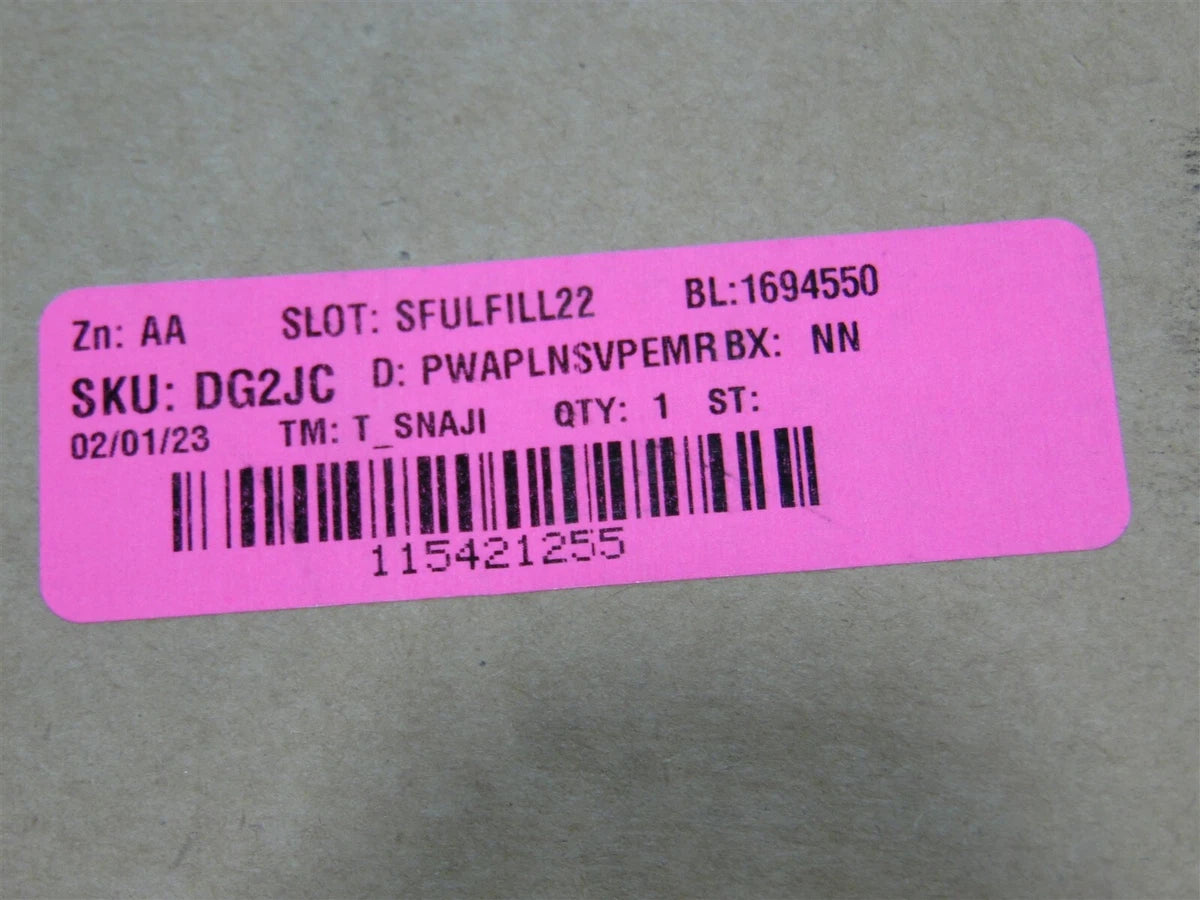 Zn: AA SLOT: SFULFILL22 BL:1694550
SKU: DG2JC D: PWAPLNSVPEMR BX: NN
02/01/23 TM: T_SNAJI QTY: 1 ST:
115421255